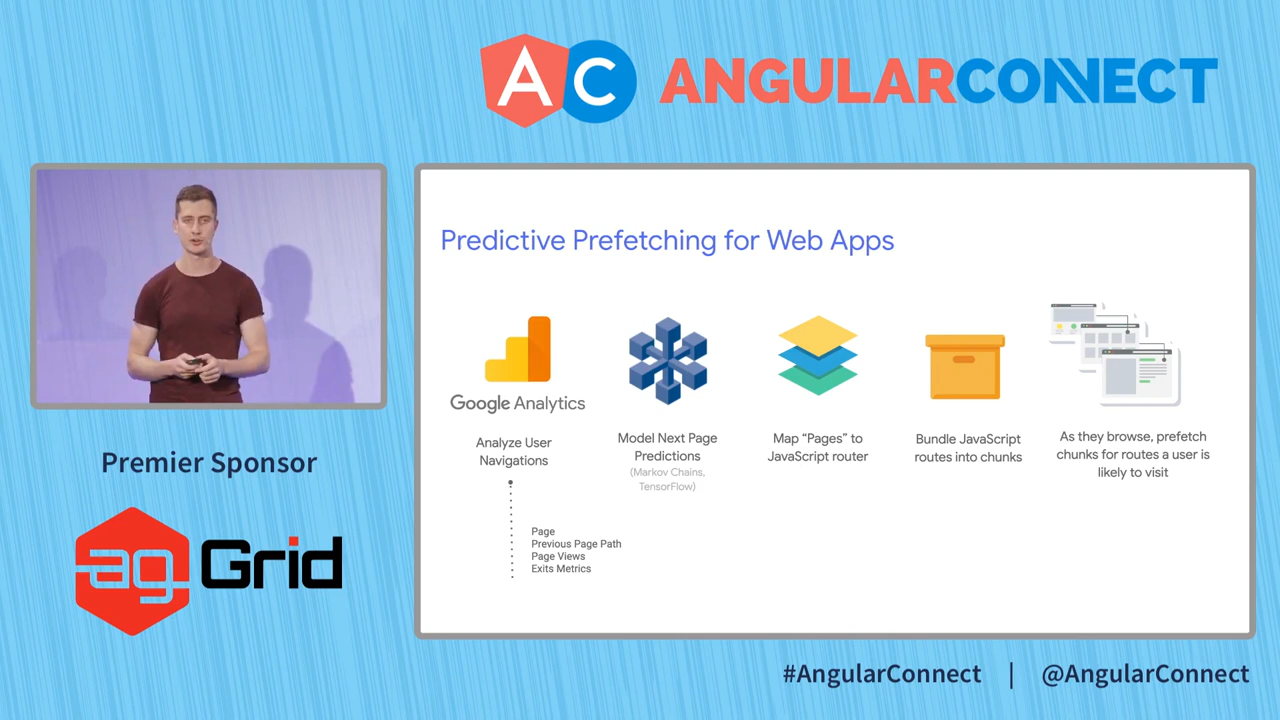 AC ANGULARCONNECT
Predictive Prefetching for Web Apps
Google Analytics
Analyze User
Navigations
Page
Previous Page Path
Page Views
Exits Metrics
Model Next Page
Predictions
(Markov Chains,
TensorFlow)
Map “Pages” to
JavaScript router
Bundle JavaScript
routes into chunks
As they browse, prefetch
chunks for routes a user is
likely to visit
Premier Sponsor
ag Grid
#AngularConnect | @AngularConnect